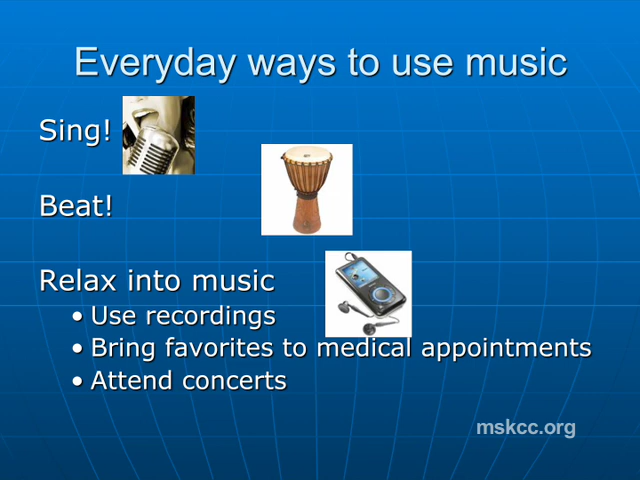 Everyday ways to use music
Sing!
Beat!
Relax into music
• Use recordings
• Bring favorites to medical appointments
• Attend concerts
mskcc.org